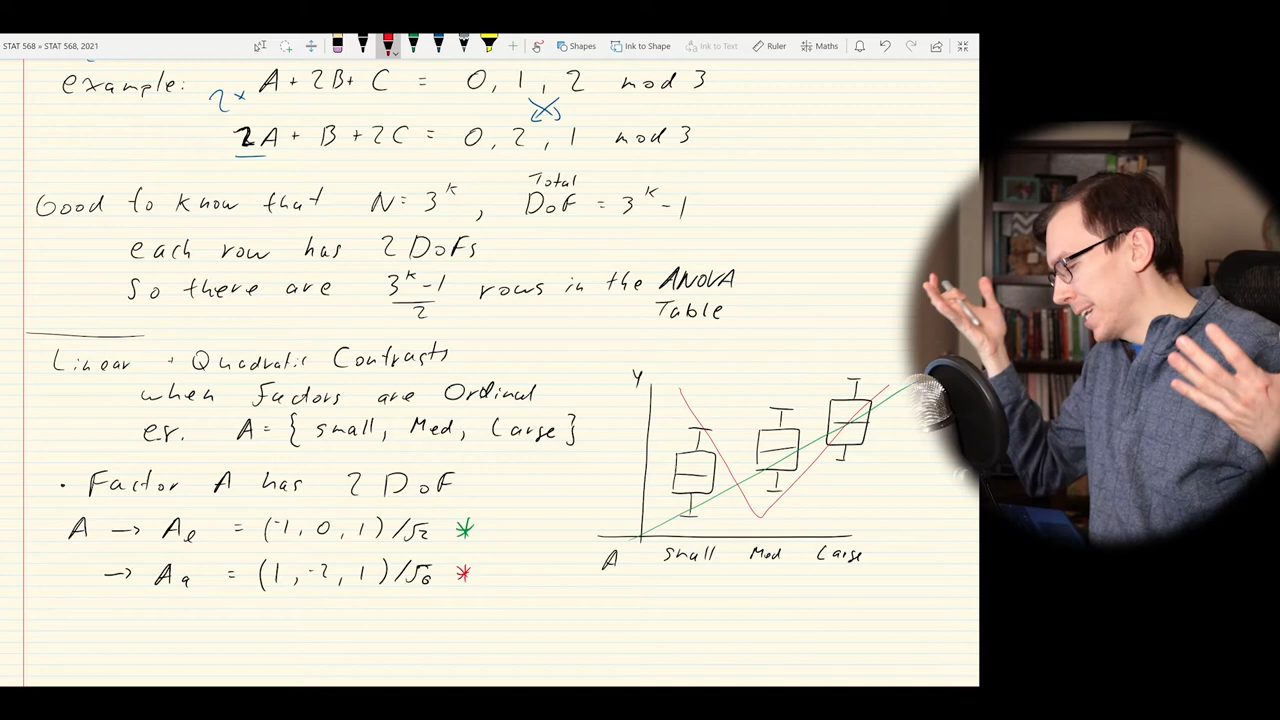 STAT 568 » STAT 568, 2021
Shapes
Ink to Shape
Ink to Text
Ruler
Maths
example: A + 2B + C = 0, 1, 2 mod 3
2×
2A + B + 2C = 0, 2, 1 mod 3
Good to know that N = 3^k, Total DoF = 3^k - 1
each row has 2 DoFs
So there are (3^k - 1)/2 rows in the ANOVA
Table
Linear + Quadratic Contrasts
when Factors are Ordinal
eg. A = { small, Med, Large }
· Factor A has 2 DoF
A → Aℓ = (-1, 0, 1)/√2 *
→ Aq = (1, -2, 1)/√6 *
Y
A small Med Large